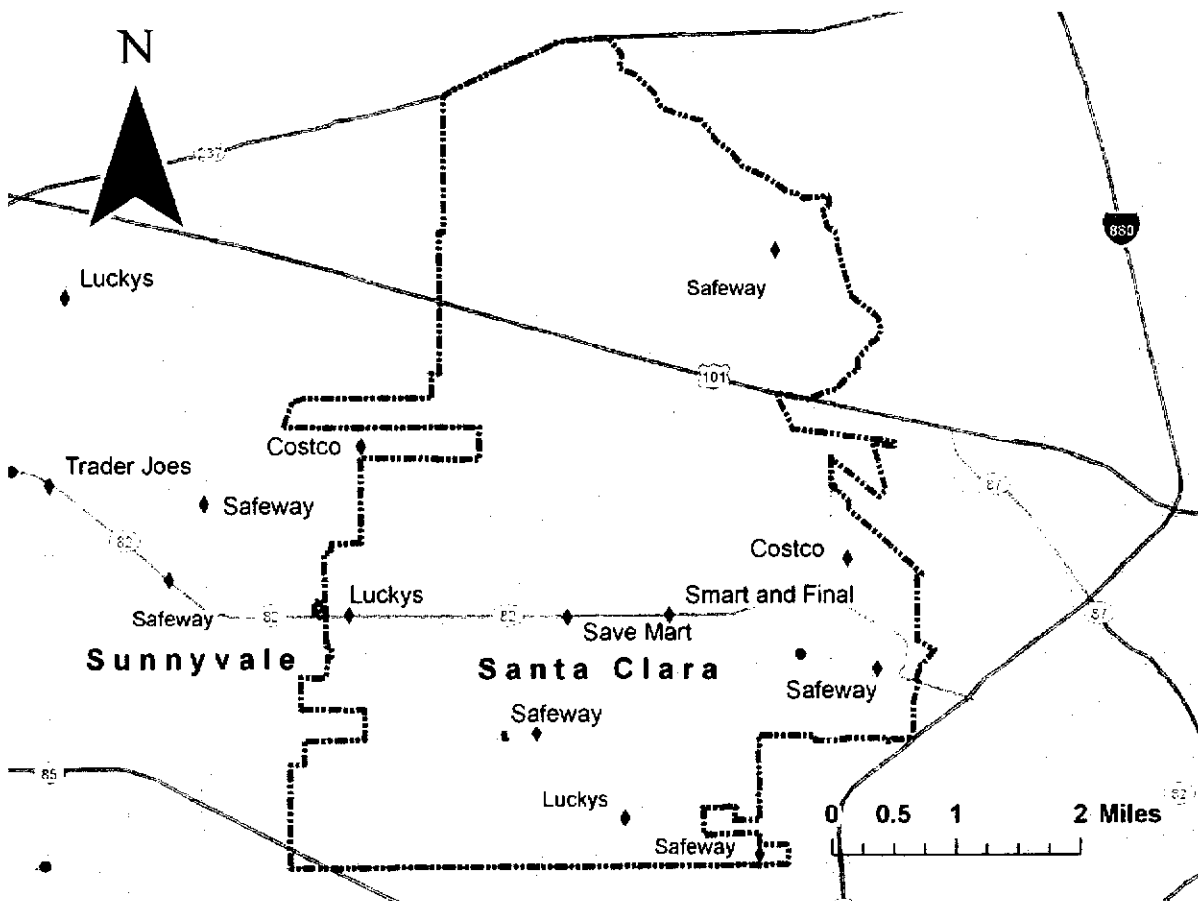 N
237
880
Luckys
Safeway
101
Costco
Trader Joes
Safeway
87
82
Costco
Safeway
82
Luckys
82
Smart and Final
Save Mart
87
Sunnyvale
Santa Clara
Safeway
Safeway
85
82
Luckys
0 0.5 1 2 Miles
Safeway